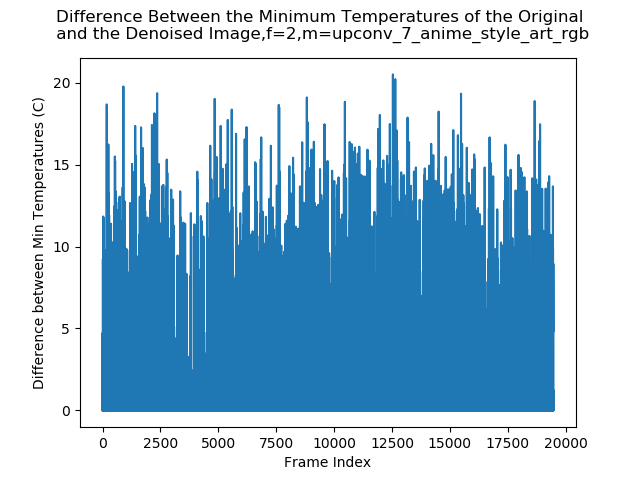 Difference Between the Minimum Temperatures of the Original
and the Denoised Image,f=2,m=upconv_7_anime_style_art_rgb
Difference between Min Temperatures (C)
20
15
10
5
0
0 2500 5000 7500 10000 12500 15000 17500 20000
Frame Index